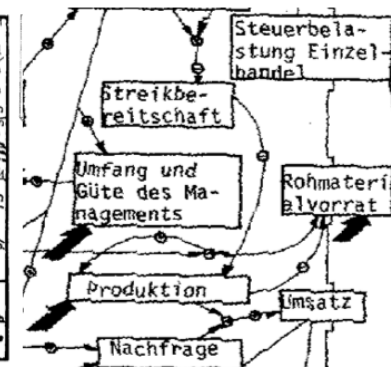 Steuerbela-
stung Einzel-
handel
Streikbe-
reitschaft
Umfang und
Güte des Ma-
nagements
Rohmateri
alvorrat
Produktion
Umsatz
Nachfrage